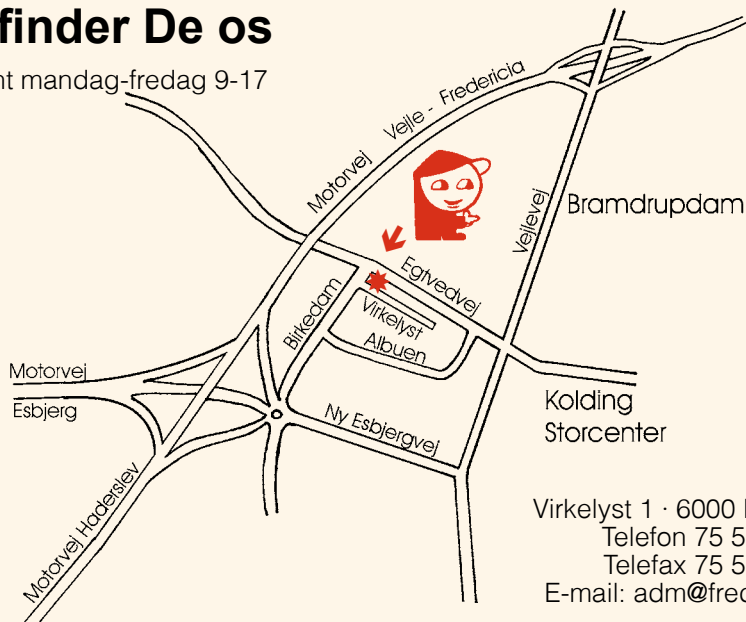 finder De os
nt mandag-fredag 9-17
Motorvej Vejle - Fredericia
Bramdrupdam
Vejlevej
Egtvedvej
Virkelyst
Birkedam
Albuen
Motorvej
Esbjerg
Ny Esbjergvej
Kolding
Storcenter
Motorvej Haderslev
Virkelyst 1 · 6000
Telefon 75 5
Telefax 75 5
E-mail: adm@fred